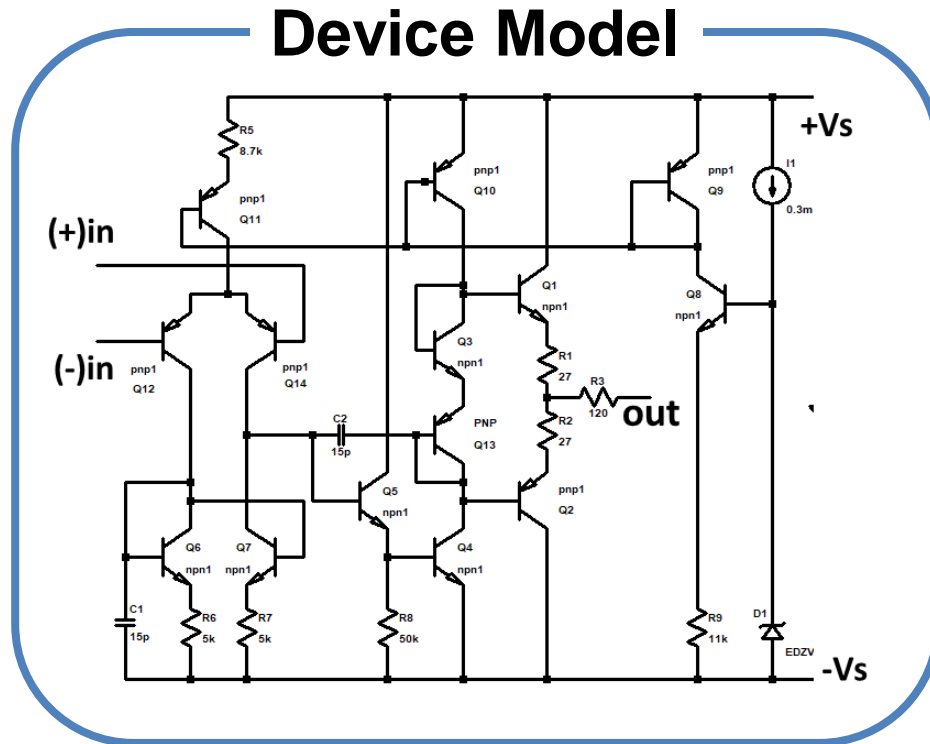 Device Model
+Vs
R5
8.7k
pnp1
Q11
pnp1
Q10
pnp1
Q9
I1
0.3m
(+)in
(-)in
pnp1
Q12
pnp1
Q14
Q3
npn1
Q1
npn1
R1
27
R3
120
out
R2
27
Q8
npn1
C2
15p
PNP
Q13
Q5
npn1
pnp1
Q2
Q6
npn1
Q7
npn1
Q4
npn1
C1
15p
R6
5k
R7
5k
R8
50k
R9
11k
D1
EDZV
-Vs